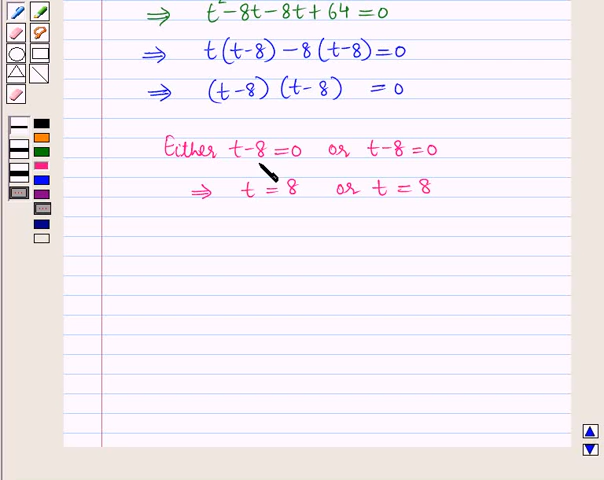 ⇒ t² - 8t - 8t + 64 = 0
⇒ t(t-8) - 8(t-8) = 0
⇒ (t-8) (t-8) = 0
Either t-8 = 0 or t-8 = 0
⇒ t = 8 or t = 8